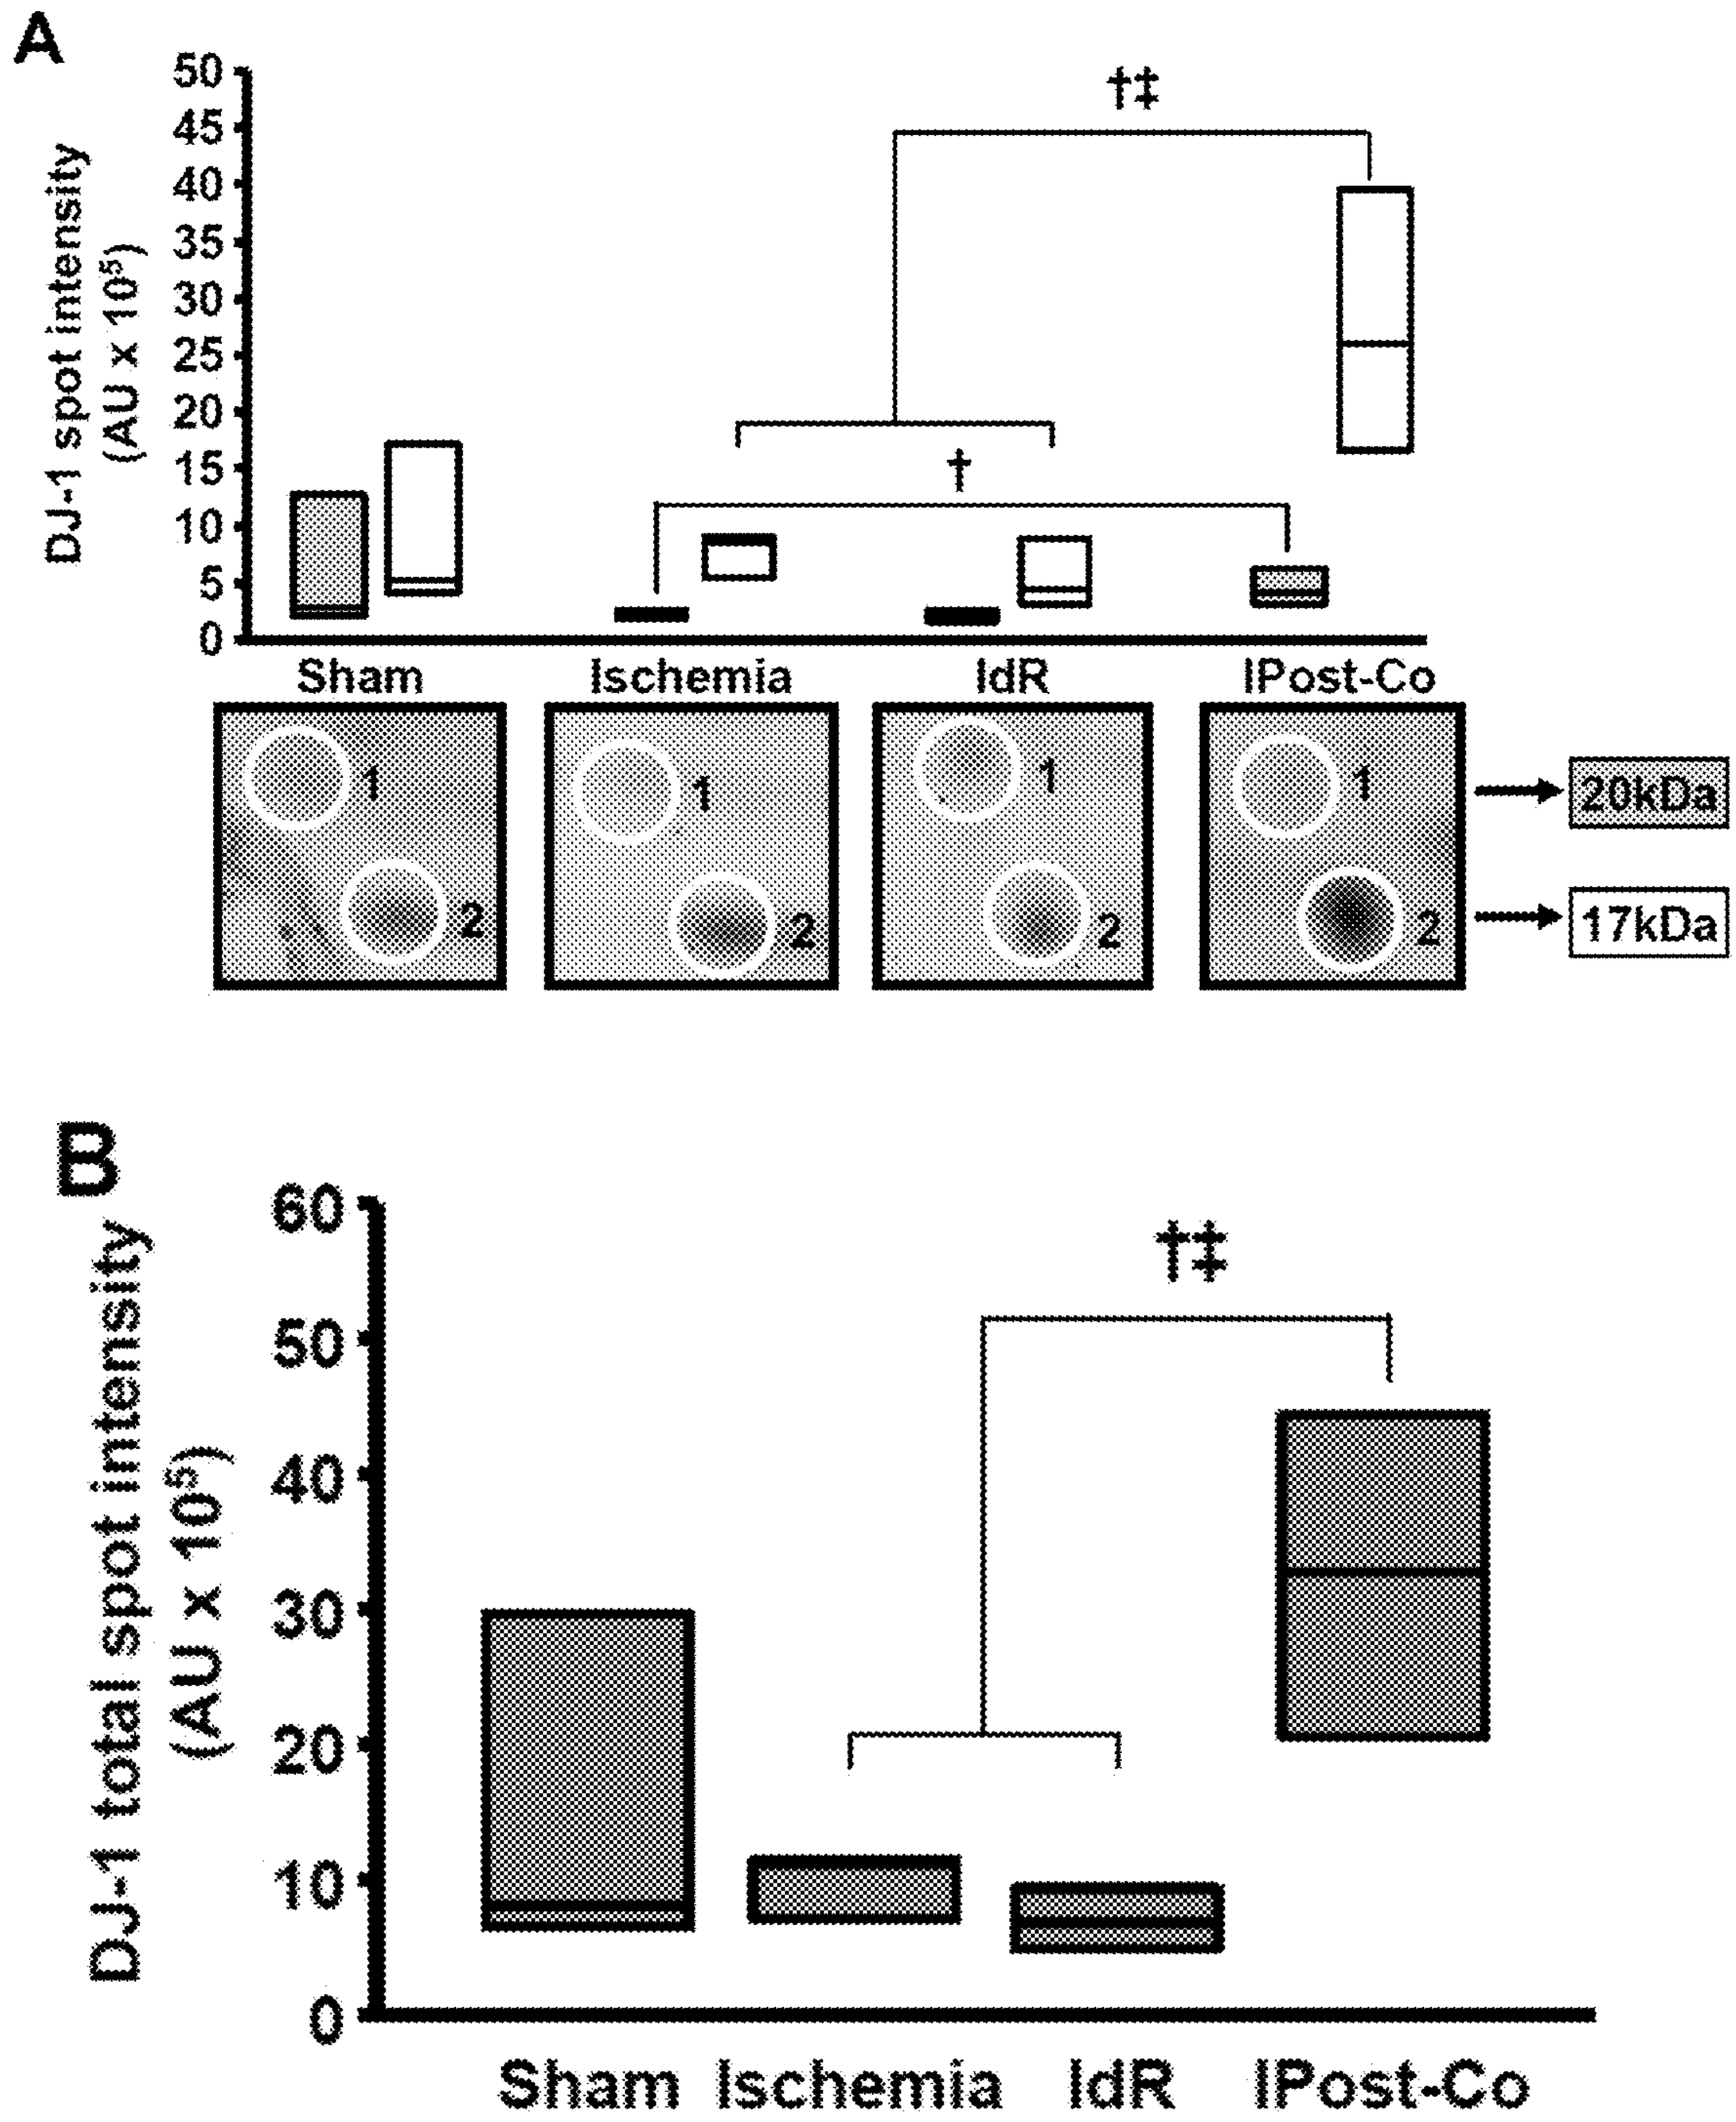 A
DJ-1 spot intensity
(AU x 10⁵)
50
45
40
35
30
25
20
15
10
5
0
†‡
†
Sham Ischemia IdR IPost-Co
1 1 1 1
20kDa
2 2 2 2
17kDa
B
DJ-1 total spot intensity
(AU x 10⁵)
60
50
40
30
20
10
0
†‡
Sham Ischemia IdR IPost-Co